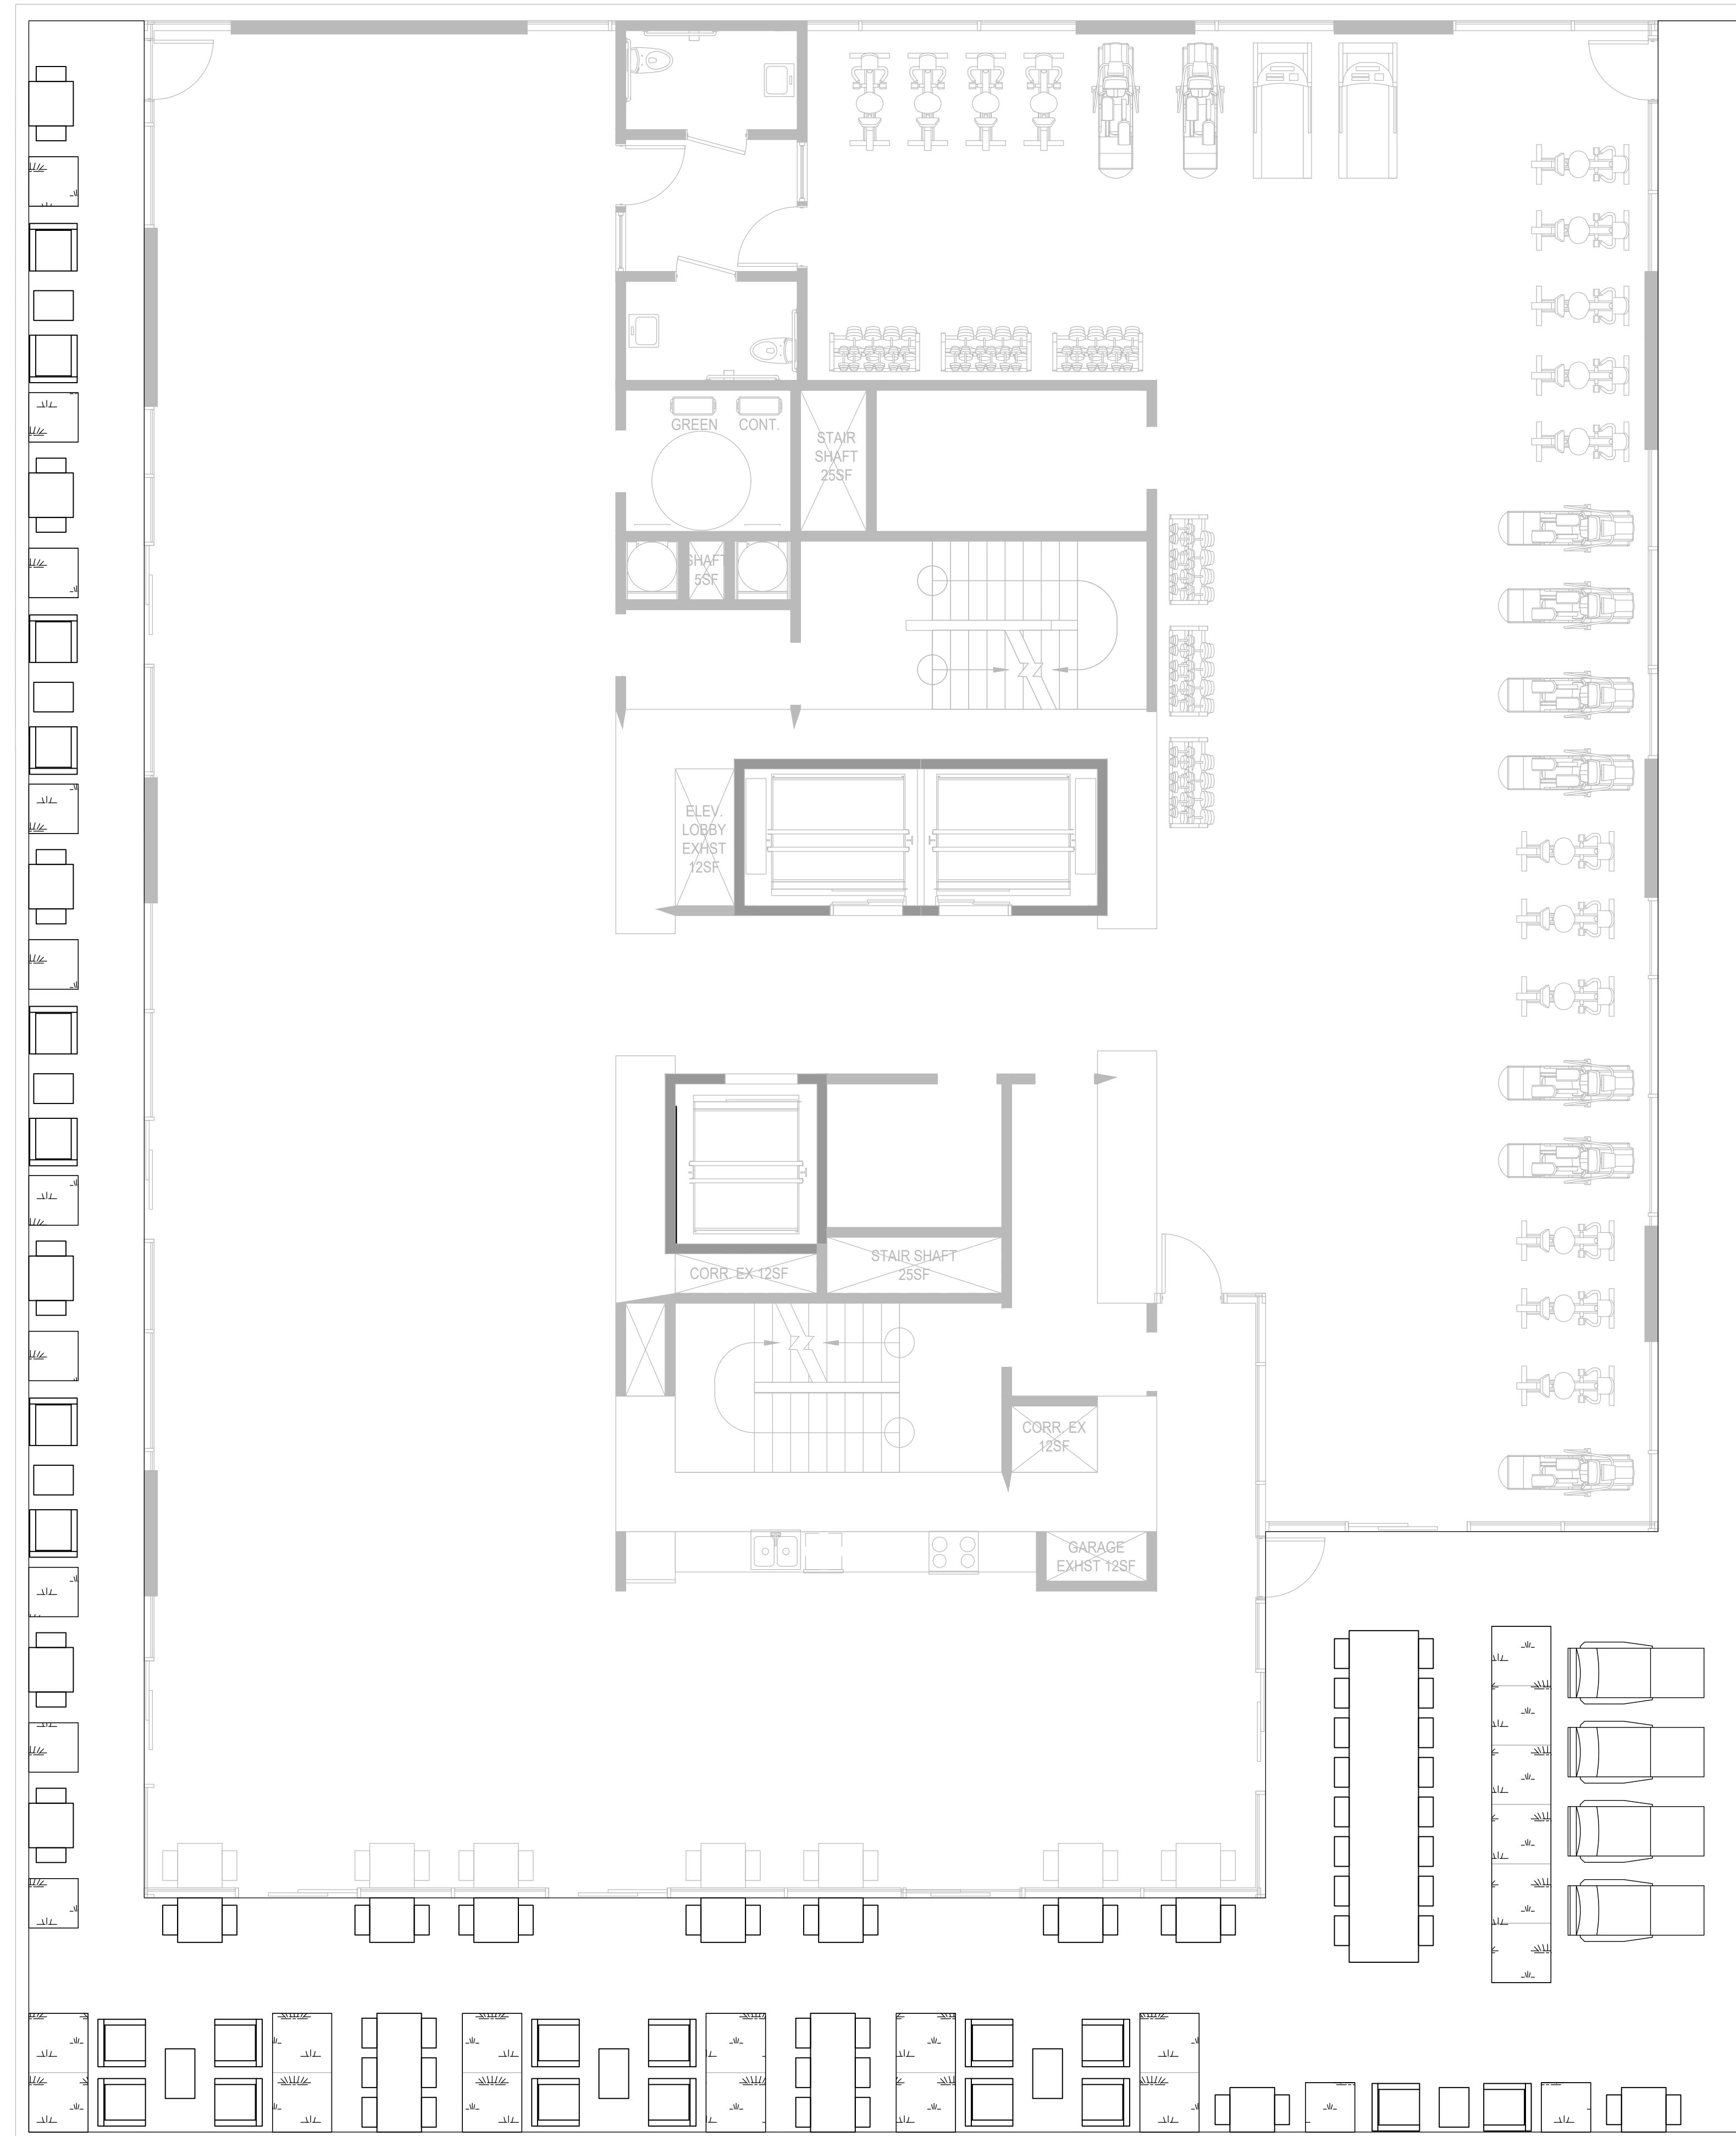 GREEN
CONT.
STAIR
SHAFT
25SF
SHAFT
5SF
ELEV.
LOBBY
EXHST
12SF
CORR. EX 12SF
STAIR SHAFT
25SF
CORR. EX
12SF
GARAGE
EXHST 12SF